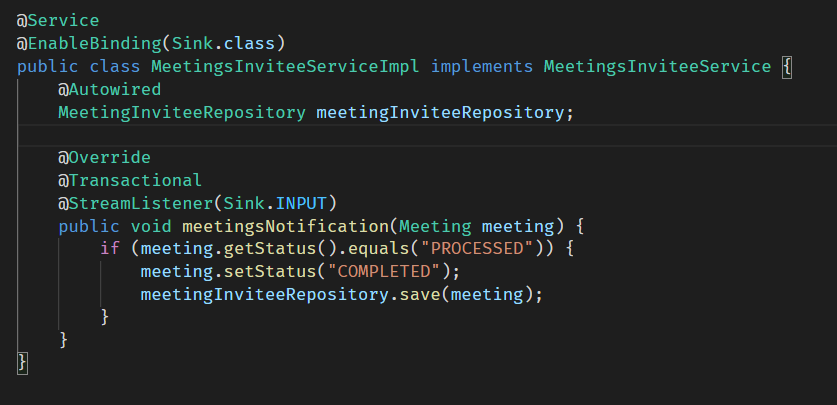 @Service
@EnableBinding(Sink.class)
public class MeetingsInviteeServiceImpl implements MeetingsInviteeService {
    @Autowired
    MeetingInviteeRepository meetingInviteeRepository;

    @Override
    @Transactional
    @StreamListener(Sink.INPUT)
    public void meetingsNotification(Meeting meeting) {
        if (meeting.getStatus().equals("PROCESSED")) {
            meeting.setStatus("COMPLETED");
            meetingInviteeRepository.save(meeting);
        }
    }
}